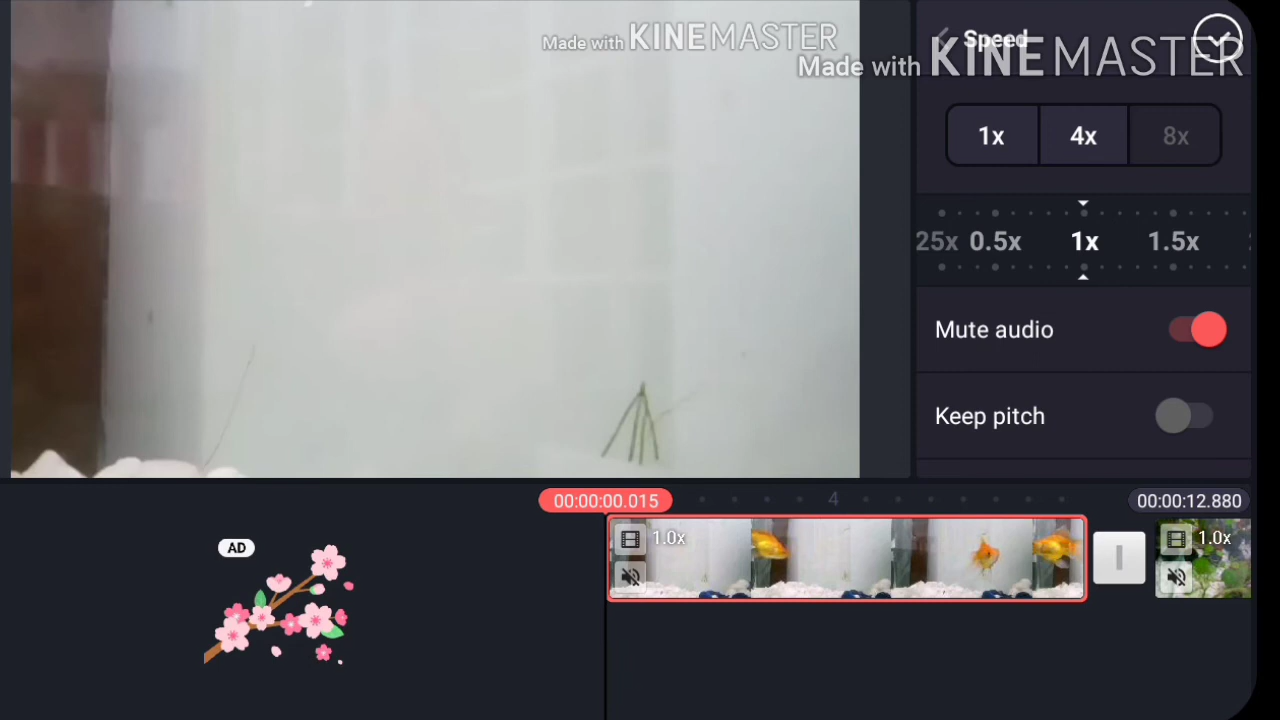 Made with KINEMASTER
Speed
Made with KINEMASTER
1x 4x 8x
25x 0.5x 1x 1.5x
Mute audio
Keep pitch
00:00:00.015 4 00:00:12.880
AD
1.0x 1.0x